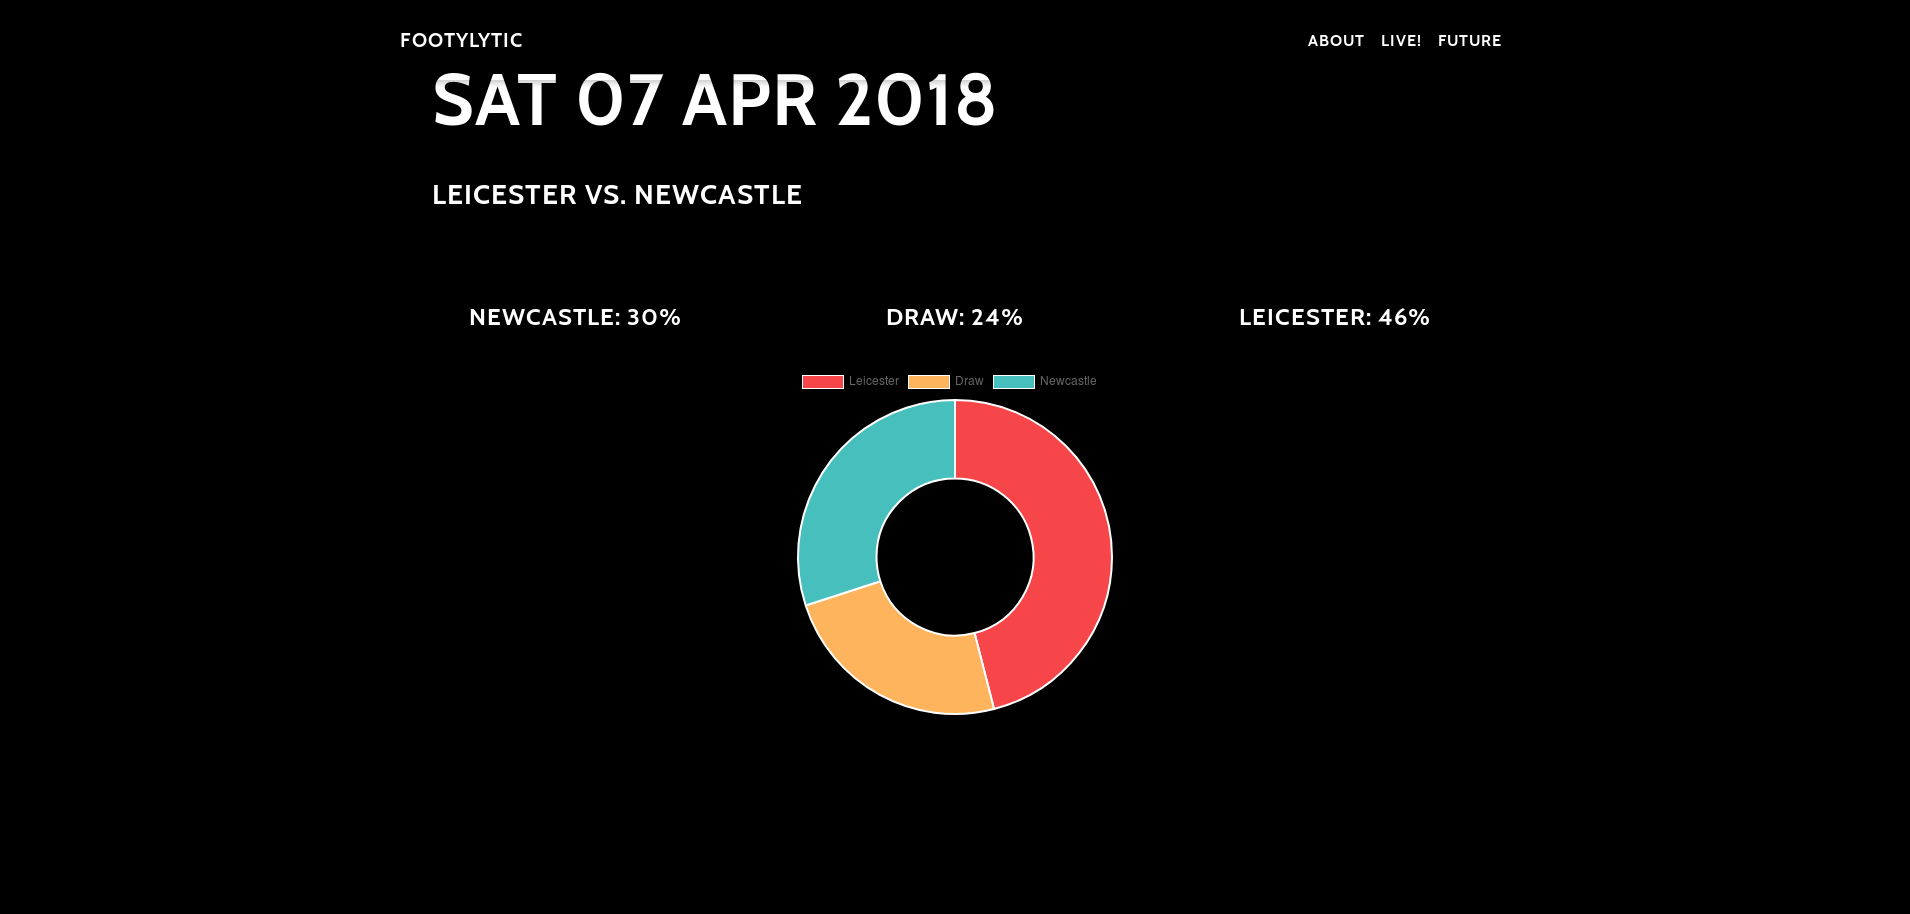 FOOTYLYTIC
ABOUT LIVE! FUTURE
SAT 07 APR 2018
LEICESTER VS. NEWCASTLE
NEWCASTLE: 30% DRAW: 24% LEICESTER: 46%
Leicester Draw Newcastle